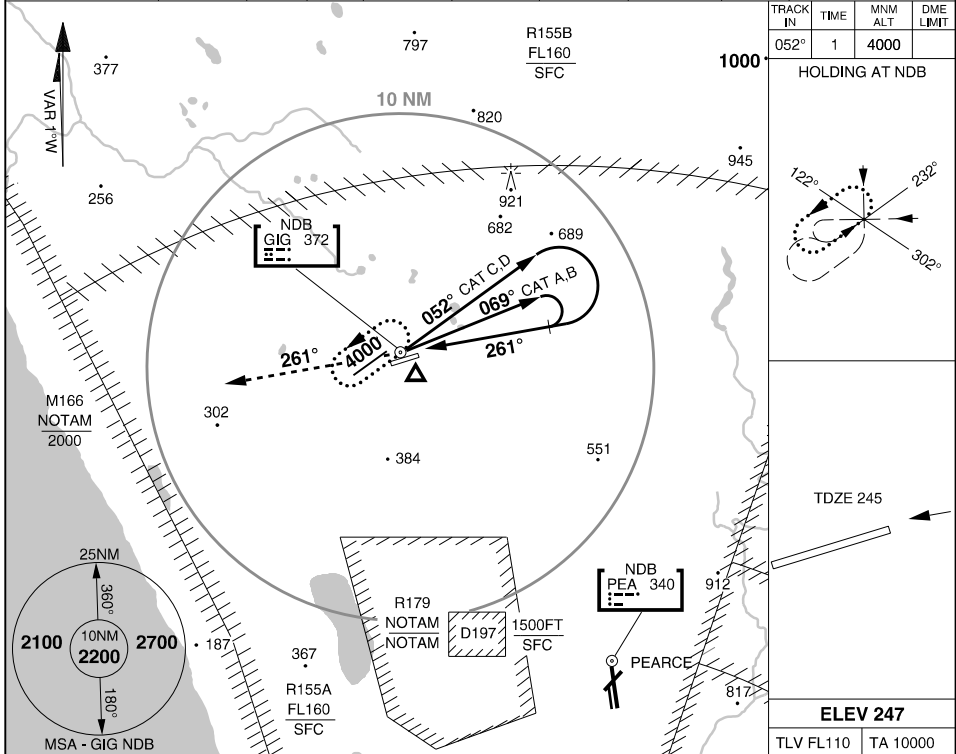 797
R155B
FL160
SFC
1000
377
VAR 1°W
10 NM
820
945
256
921
682
689
NDB
GIG 372
052° CAT C,D
069° CAT A,B
261°
4000
261°
M166
NOTAM
2000
302
384
551
25NM
360°
10NM
2100
2200
2700
180°
MSA - GIG NDB
187
367
R155A
FL160
SFC
R179
NOTAM
NOTAM
D197
1500FT
SFC
NDB
PEA 340
912
PEARCE
817
TRACK IN
TIME
MNM ALT
DME LIMIT
052°
1
4000
HOLDING AT NDB
122°
232°
302°
TDZE 245
ELEV 247
TLV FL110
TA 10000